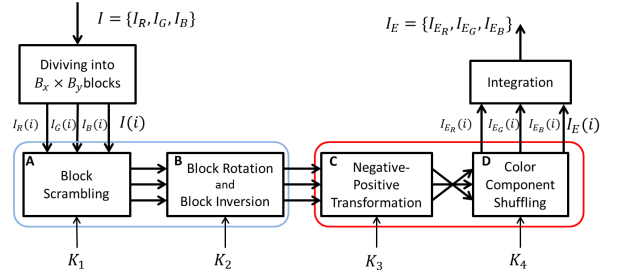 I = {I_R, I_G, I_B}
I_E = {I_{E_R}, I_{E_G}, I_{E_B}}
Diviving into
B_x × B_y blocks
Integration
I_R(i) I_G(i) I_B(i) I(i)
I_{E_R}(i) I_{E_G}(i) I_{E_B}(i) I_E(i)
A
Block
Scrambling
B
Block Rotation
and
Block Inversion
C
Negative-
Positive
Transformation
D
Color
Component
Shuffling
K_1
K_2
K_3
K_4